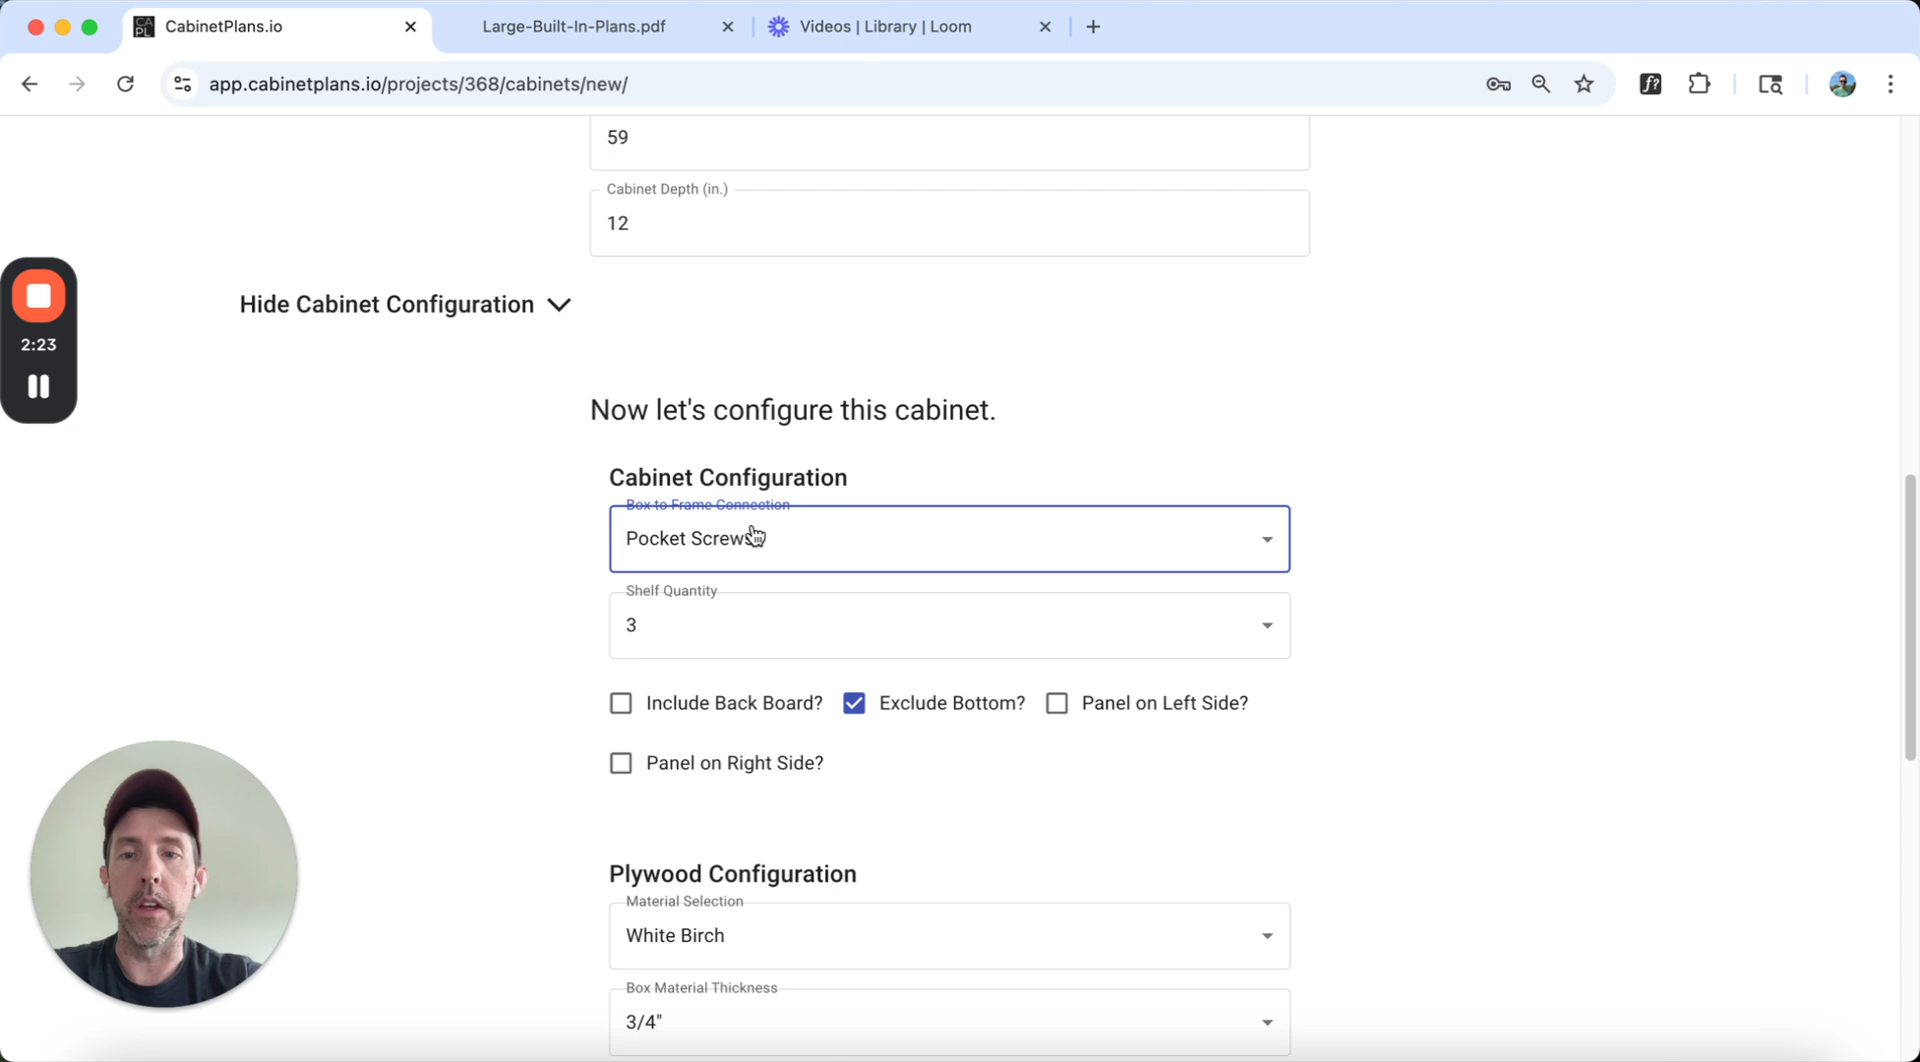 CabinetPlans.io
Large-Built-In-Plans.pdf
Videos | Library | Loom
app.cabinetplans.io/projects/368/cabinets/new/
59
Cabinet Depth (in.)
12
Hide Cabinet Configuration
2:23
Now let's configure this cabinet.
Cabinet Configuration
Box to Frame Connection
Pocket Screws
Shelf Quantity
3
Include Back Board?
Exclude Bottom?
Panel on Left Side?
Panel on Right Side?
Plywood Configuration
Material Selection
White Birch
Box Material Thickness
3/4"